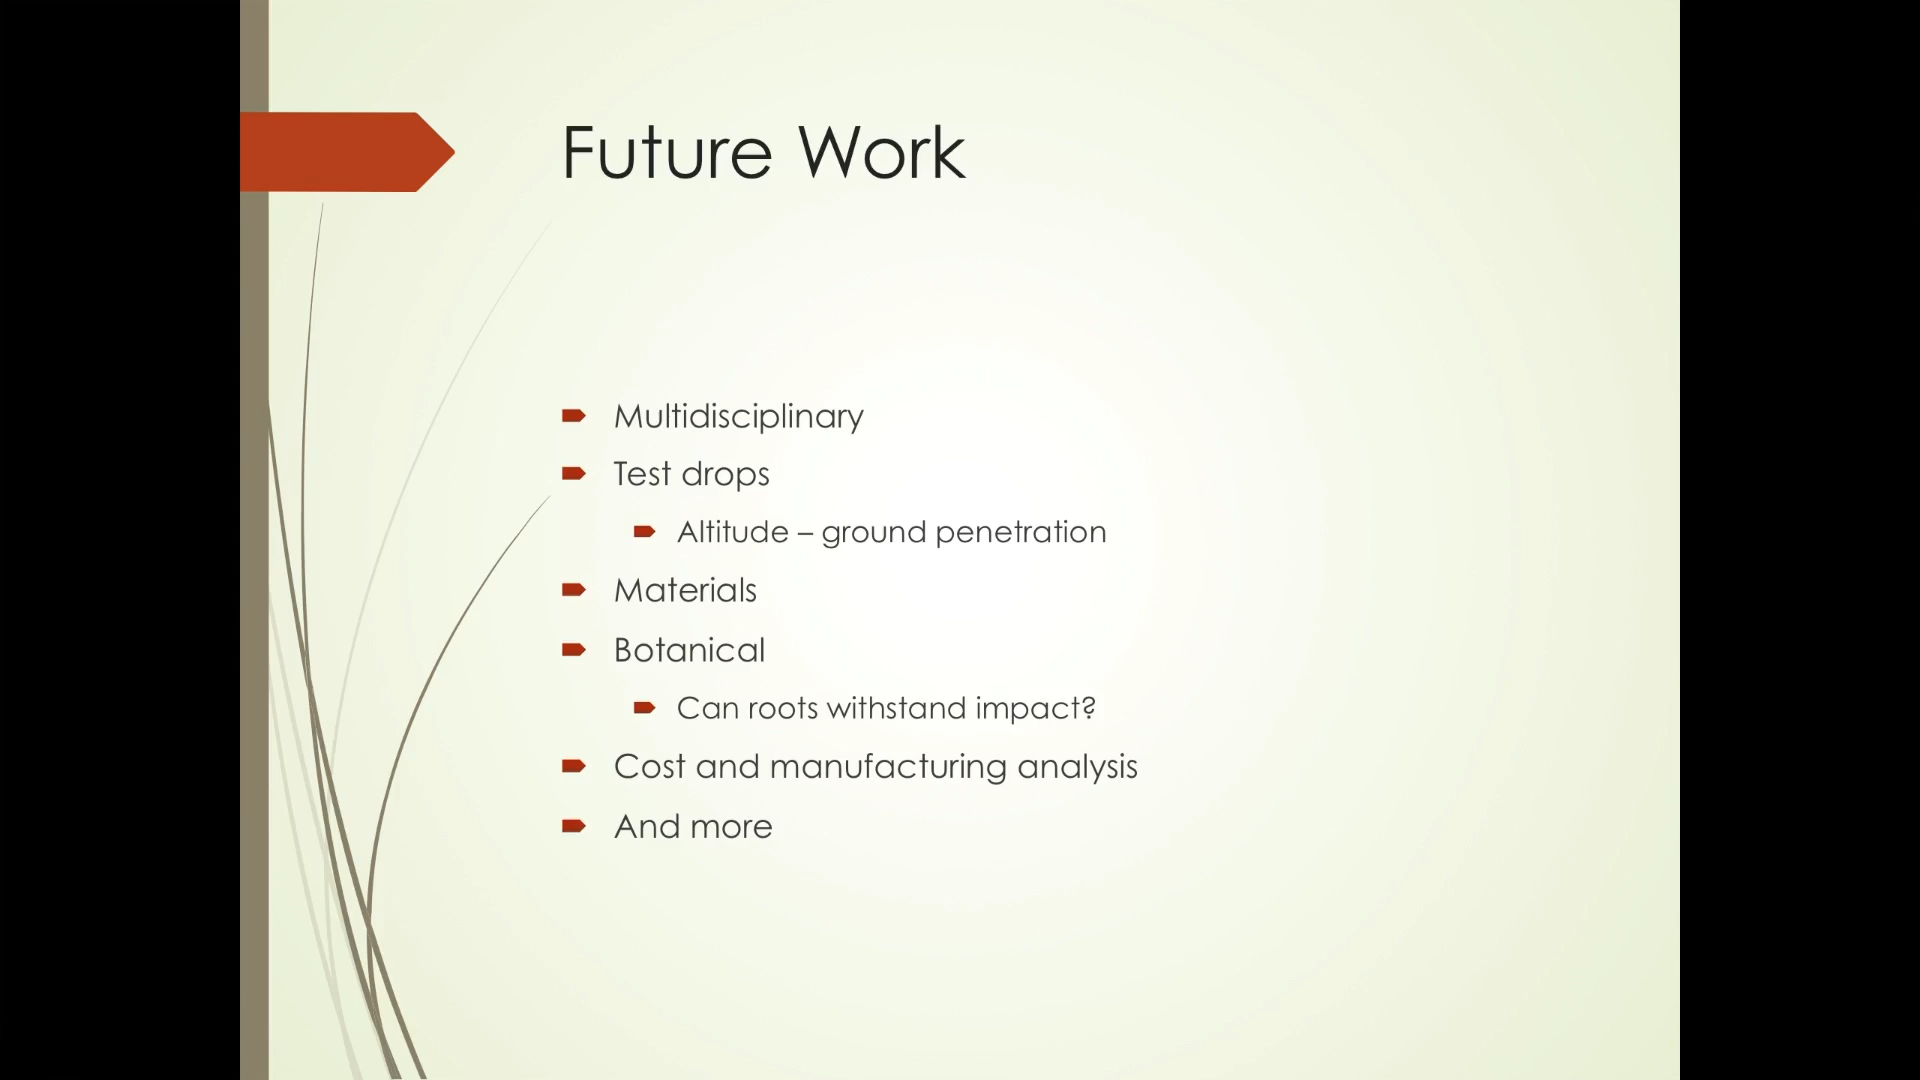 Future Work
Multidisciplinary
Test drops
Altitude – ground penetration
Materials
Botanical
Can roots withstand impact?
Cost and manufacturing analysis
And more